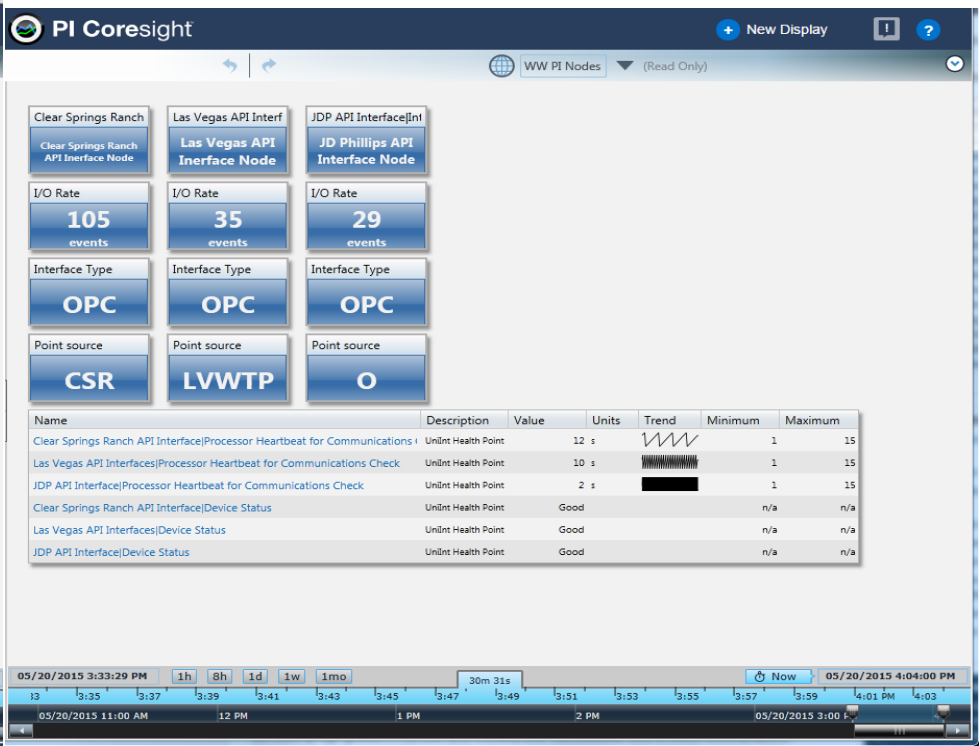 PI Coresight
+ New Display ! ?
WW PI Nodes (Read Only)
Clear Springs Ranch Las Vegas API Interf JDP API Interface|Int
Clear Springs Ranch
API Inerface Node
Las Vegas API
Inerface Node
JD Phillips API
Interface Node
I/O Rate I/O Rate I/O Rate
105 35 29
events events events
Interface Type Interface Type Interface Type
OPC OPC OPC
Point source Point source Point source
CSR LVWTP O
Name Description Value Units Trend Minimum Maximum
Clear Springs Ranch API Interface|Processor Heartbeat for Communications UniInt Health Point 12 s 1 15
Las Vegas API Interfaces|Processor Heartbeat for Communications Check UniInt Health Point 10 s 1 15
JDP API Interface|Processor Heartbeat for Communications Check UniInt Health Point 2 s 1 15
Clear Springs Ranch API Interface|Device Status UniInt Health Point Good n/a n/a
Las Vegas API Interfaces|Device Status UniInt Health Point Good n/a n/a
JDP API Interface|Device Status UniInt Health Point Good n/a n/a
05/20/2015 3:33:29 PM 1h 8h 1d 1w 1mo 30m 31s Now 05/20/2015 4:04:00 PM
33 3:35 3:37 3:39 3:41 3:43 3:45 3:47 3:49 3:51 3:53 3:55 3:57 3:59 4:01 PM 4:03
05/20/2015 11:00 AM 12 PM 1 PM 2 PM 05/20/2015 3:00